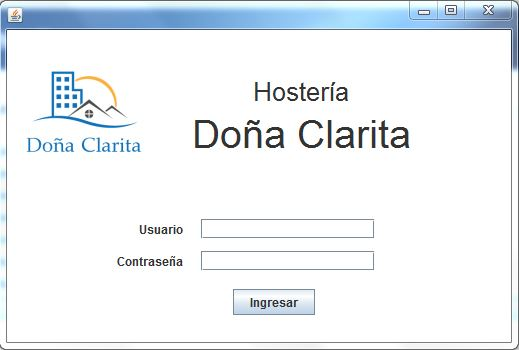 Doña Clarita
Hostería
Doña Clarita
Usuario
Contraseña
Ingresar